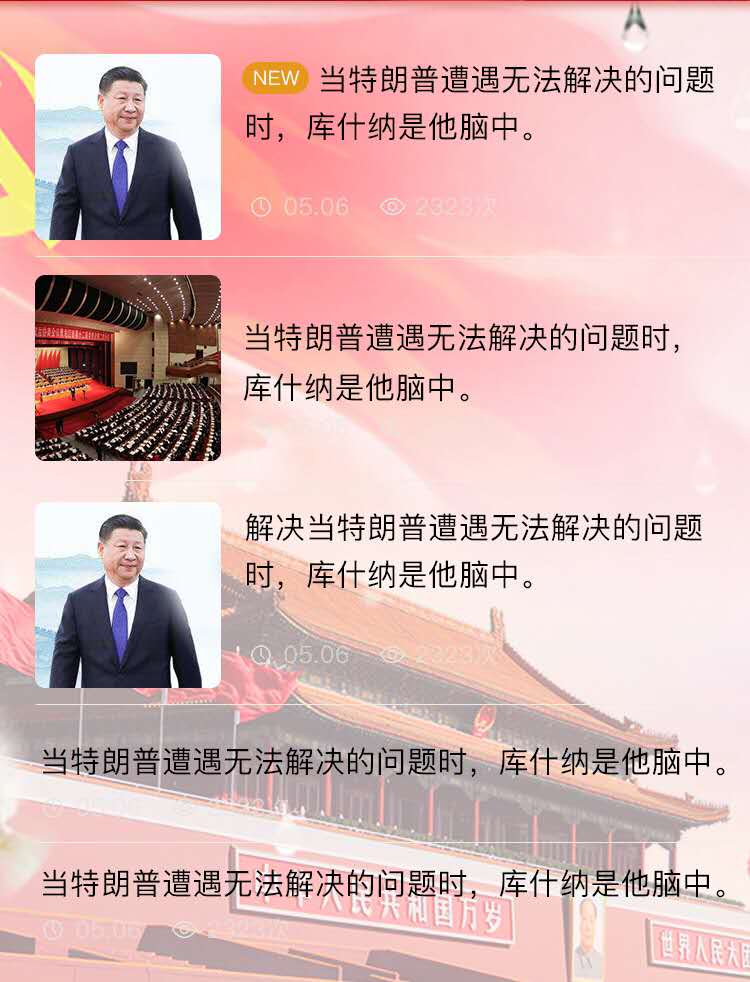 NEW 当特朗普遭遇无法解决的问题
时，库什纳是他脑中。
05.06 2323次
当特朗普遭遇无法解决的问题时，
库什纳是他脑中。
解决当特朗普遭遇无法解决的问题
时，库什纳是他脑中。
05.06 2323次
当特朗普遭遇无法解决的问题时，库什纳是他脑中。
05.06 2323次
当特朗普遭遇无法解决的问题时，库什纳是他脑中。
人民共和国万岁
05.06 2323次
世界人民大团